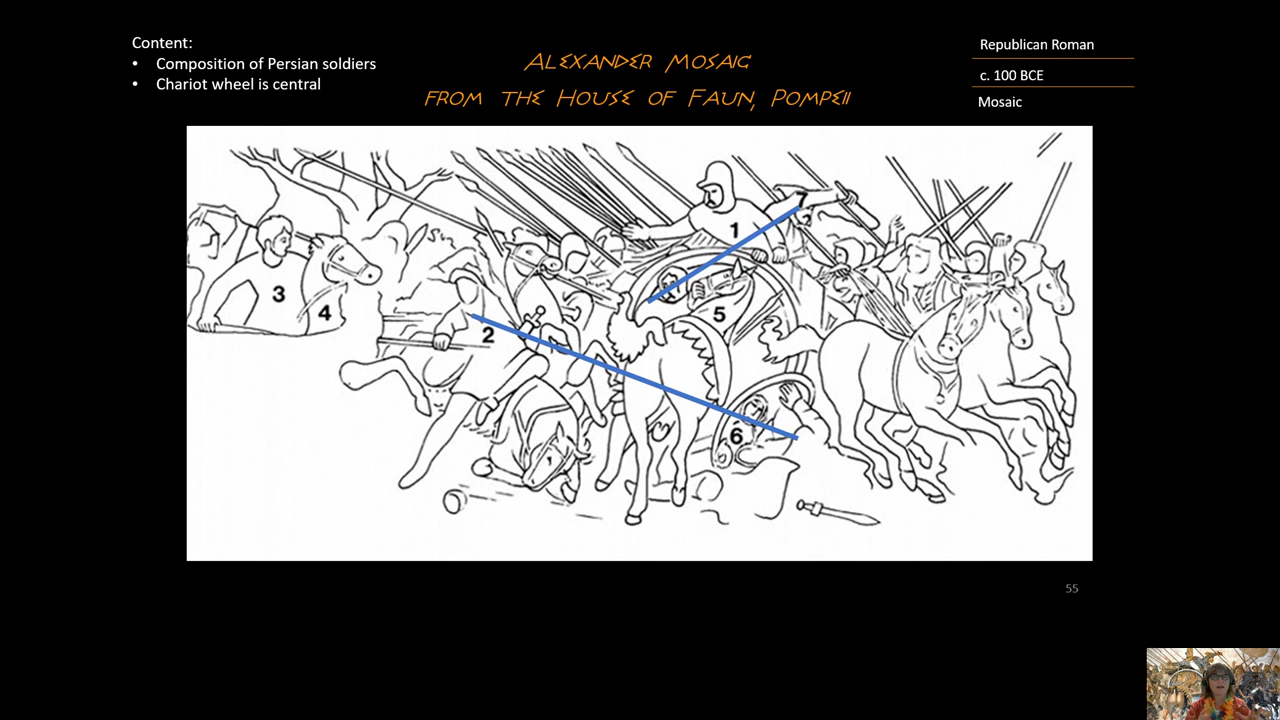 Content:
• Composition of Persian soldiers
• Chariot wheel is central
Alexander Mosaic
from the House of Faun, Pompeii
Republican Roman
c. 100 BCE
Mosaic
7
1
3
4
5
2
6
55